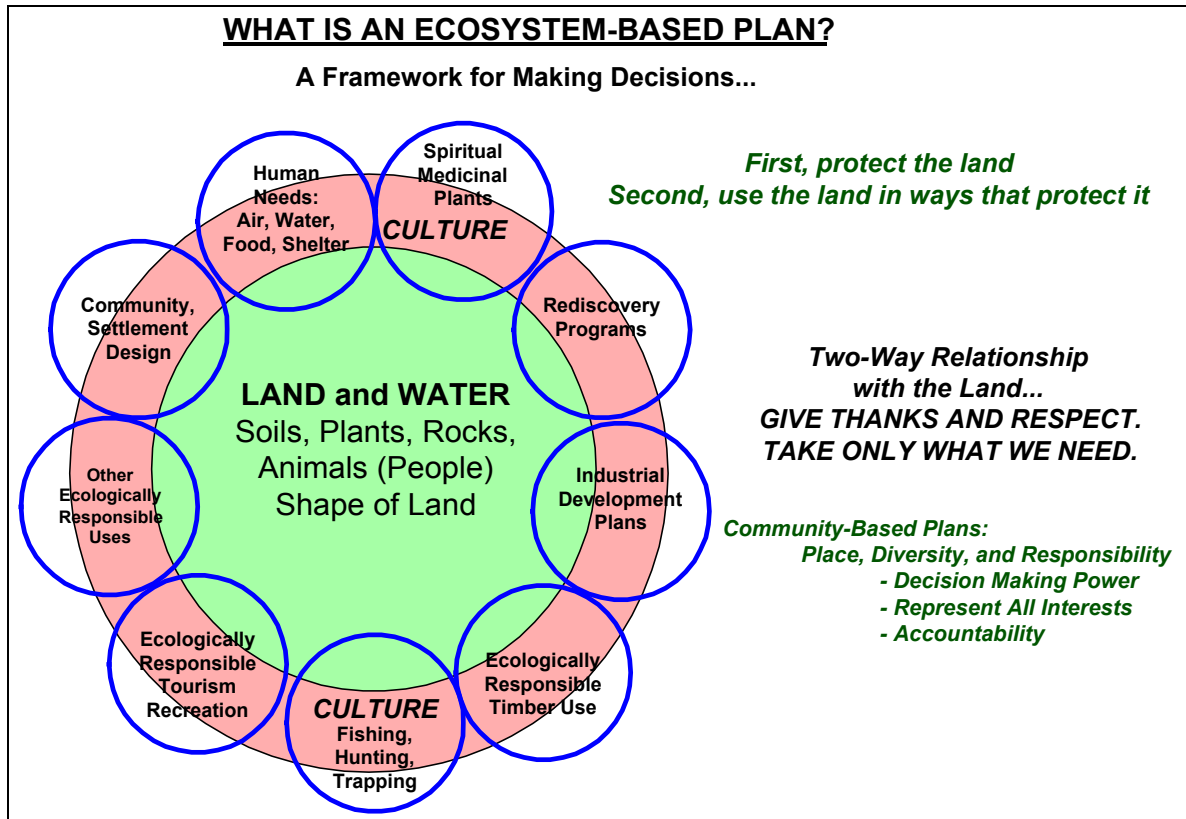 WHAT IS AN ECOSYSTEM-BASED PLAN?
A Framework for Making Decisions...
First, protect the land
Second, use the land in ways that protect it
Human
Needs:
Air, Water,
Food, Shelter
Spiritual
Medicinal
Plants
CULTURE
Rediscovery
Programs
Community,
Settlement
Design
LAND and WATER
Soils, Plants, Rocks,
Animals (People)
Shape of Land
Two-Way Relationship
with the Land...
GIVE THANKS AND RESPECT.
TAKE ONLY WHAT WE NEED.
Other
Ecologically
Responsible
Uses
Industrial
Development
Plans
Community-Based Plans:
Place, Diversity, and Responsibility
- Decision Making Power
- Represent All Interests
- Accountability
Ecologically
Responsible
Tourism
Recreation
CULTURE
Fishing,
Hunting,
Trapping
Ecologically
Responsible
Timber Use